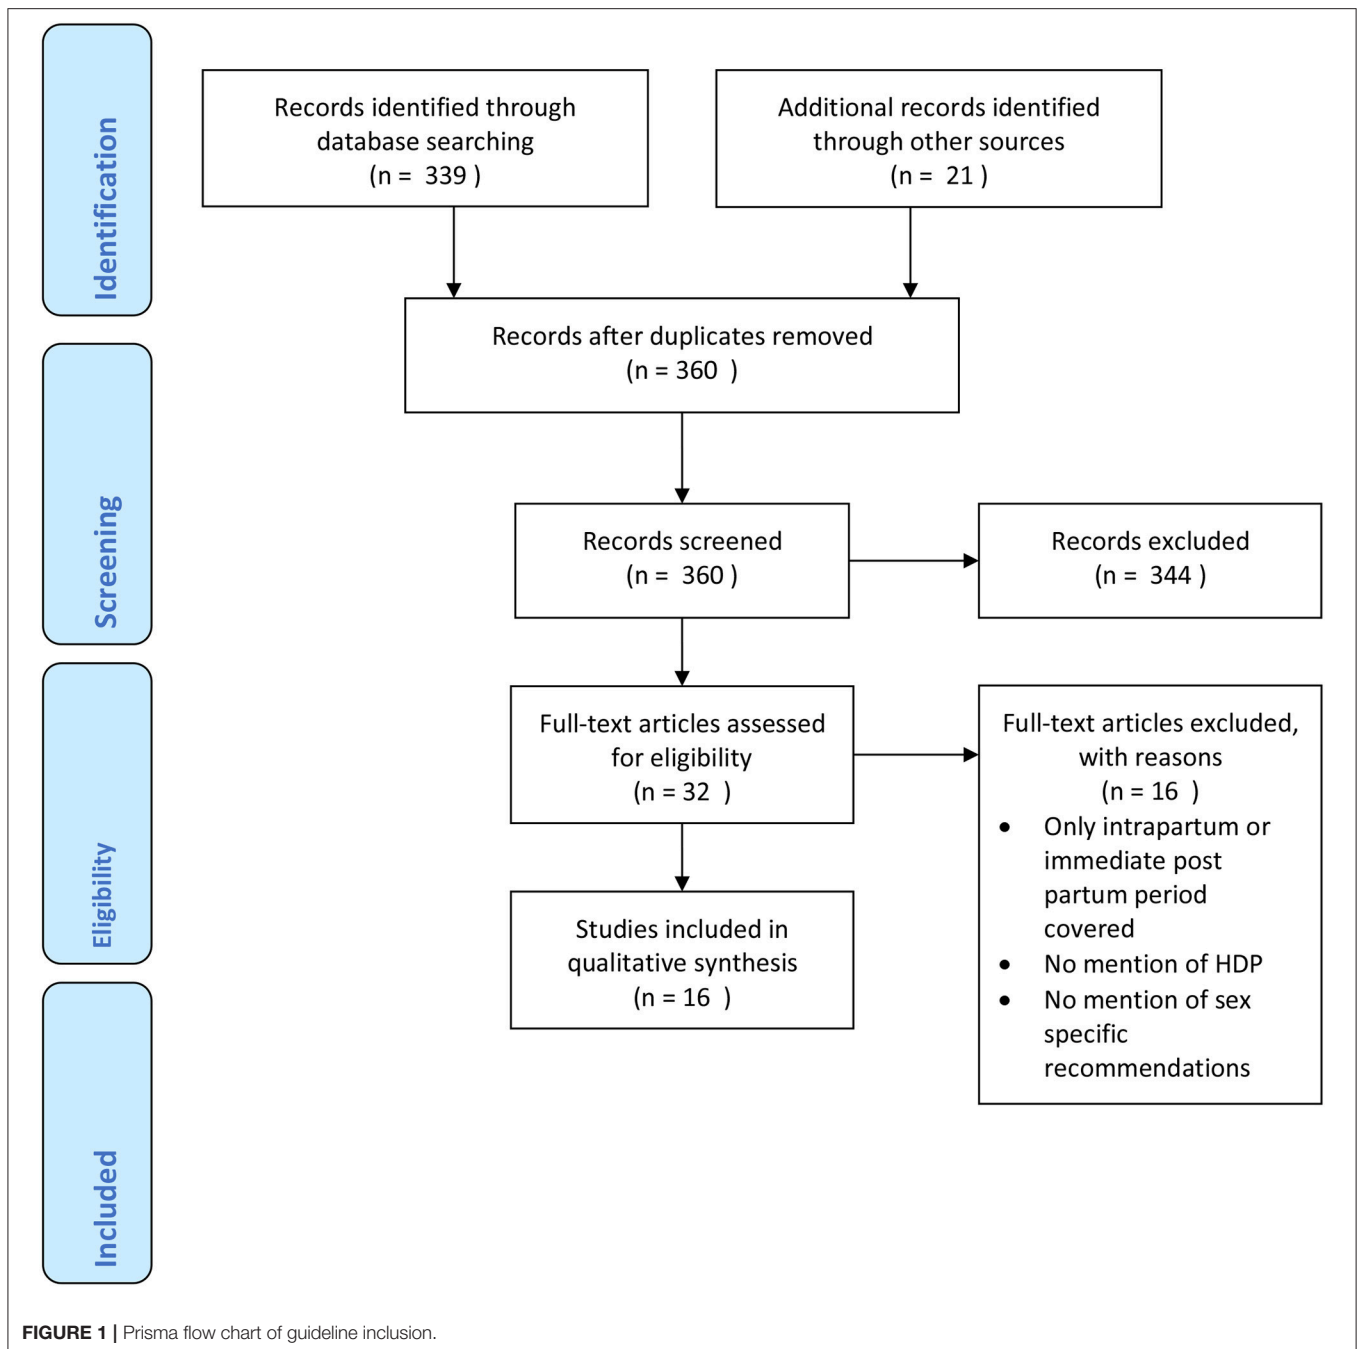 Identification
Records identified through
database searching
(n = 339 )
Additional records identified
through other sources
(n = 21 )
Records after duplicates removed
(n = 360 )
Screening
Records screened
(n = 360 )
Records excluded
(n = 344 )
Eligibility
Full-text articles assessed
for eligibility
(n = 32 )
Full-text articles excluded,
with reasons
(n = 16 )
• Only intrapartum or
immediate post
partum period
covered
• No mention of HDP
• No mention of sex
specific
recommendations
Included
Studies included in
qualitative synthesis
(n = 16 )
FIGURE 1 | Prisma flow chart of guideline inclusion.